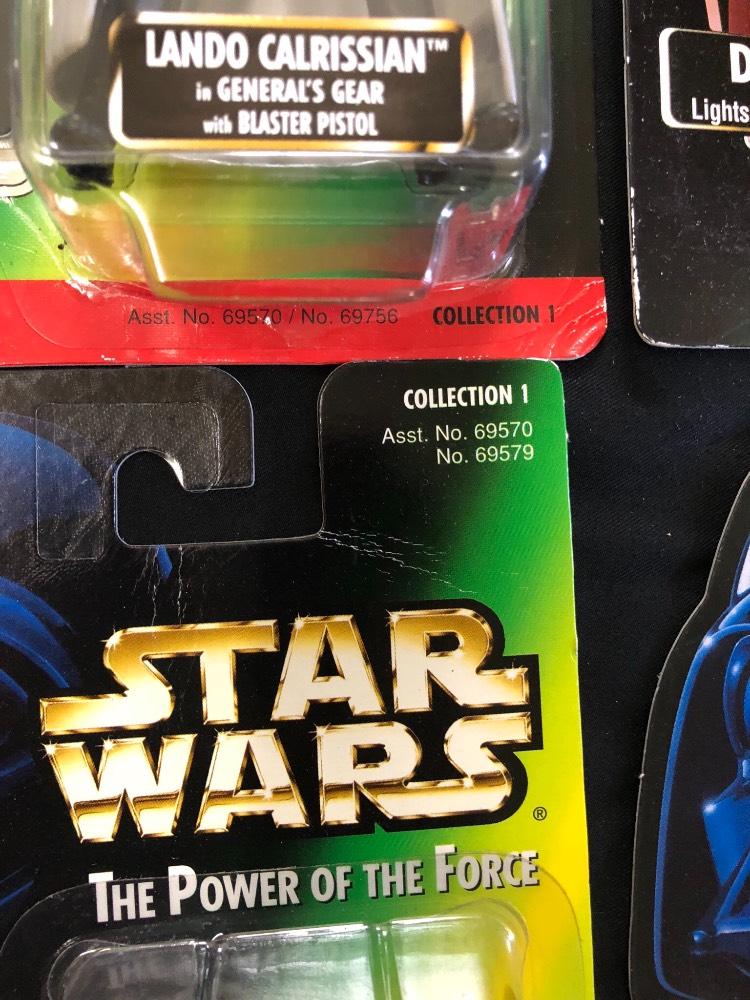 LANDO CALRISSIAN™
in GENERAL'S GEAR
with BLASTER PISTOL
Asst. No. 69570 / No. 69756 COLLECTION 1
D
Lights
COLLECTION 1
Asst. No. 69570
No. 69579
STAR
WARS®
THE POWER OF THE FORCE